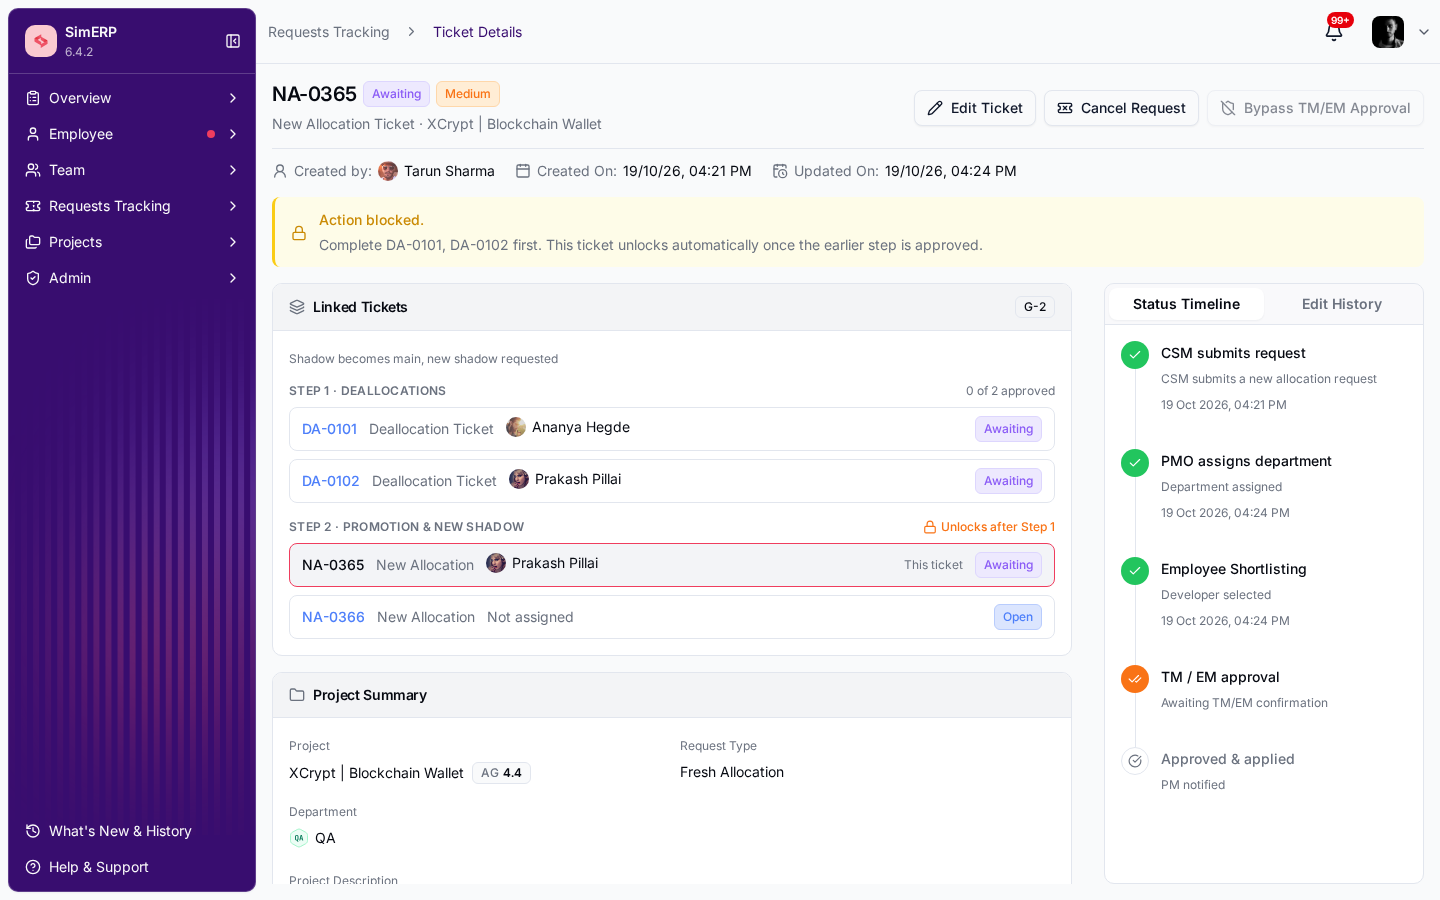 SimERP
6.4.2
Overview
Employee
Team
Requests Tracking
Projects
Admin
What's New & History
Help & Support
Requests Tracking > Ticket Details
99+
NA-0365 Awaiting Medium
New Allocation Ticket · XCrypt | Blockchain Wallet
Edit Ticket
Cancel Request
Bypass TM/EM Approval
Created by: Tarun Sharma Created On: 19/10/26, 04:21 PM Updated On: 19/10/26, 04:24 PM
Action blocked.
Complete DA-0101, DA-0102 first. This ticket unlocks automatically once the earlier step is approved.
Linked Tickets G-2
Shadow becomes main, new shadow requested
STEP 1 · DEALLOCATIONS 0 of 2 approved
DA-0101 Deallocation Ticket Ananya Hegde Awaiting
DA-0102 Deallocation Ticket Prakash Pillai Awaiting
STEP 2 · PROMOTION & NEW SHADOW Unlocks after Step 1
NA-0365 New Allocation Prakash Pillai This ticket Awaiting
NA-0366 New Allocation Not assigned Open
Project Summary
Project
XCrypt | Blockchain Wallet AG 4.4
Request Type
Fresh Allocation
Department
QA QA
Project Description
Status Timeline Edit History
CSM submits request
CSM submits a new allocation request
19 Oct 2026, 04:21 PM
PMO assigns department
Department assigned
19 Oct 2026, 04:24 PM
Employee Shortlisting
Developer selected
19 Oct 2026, 04:24 PM
TM / EM approval
Awaiting TM/EM confirmation
Approved & applied
PM notified